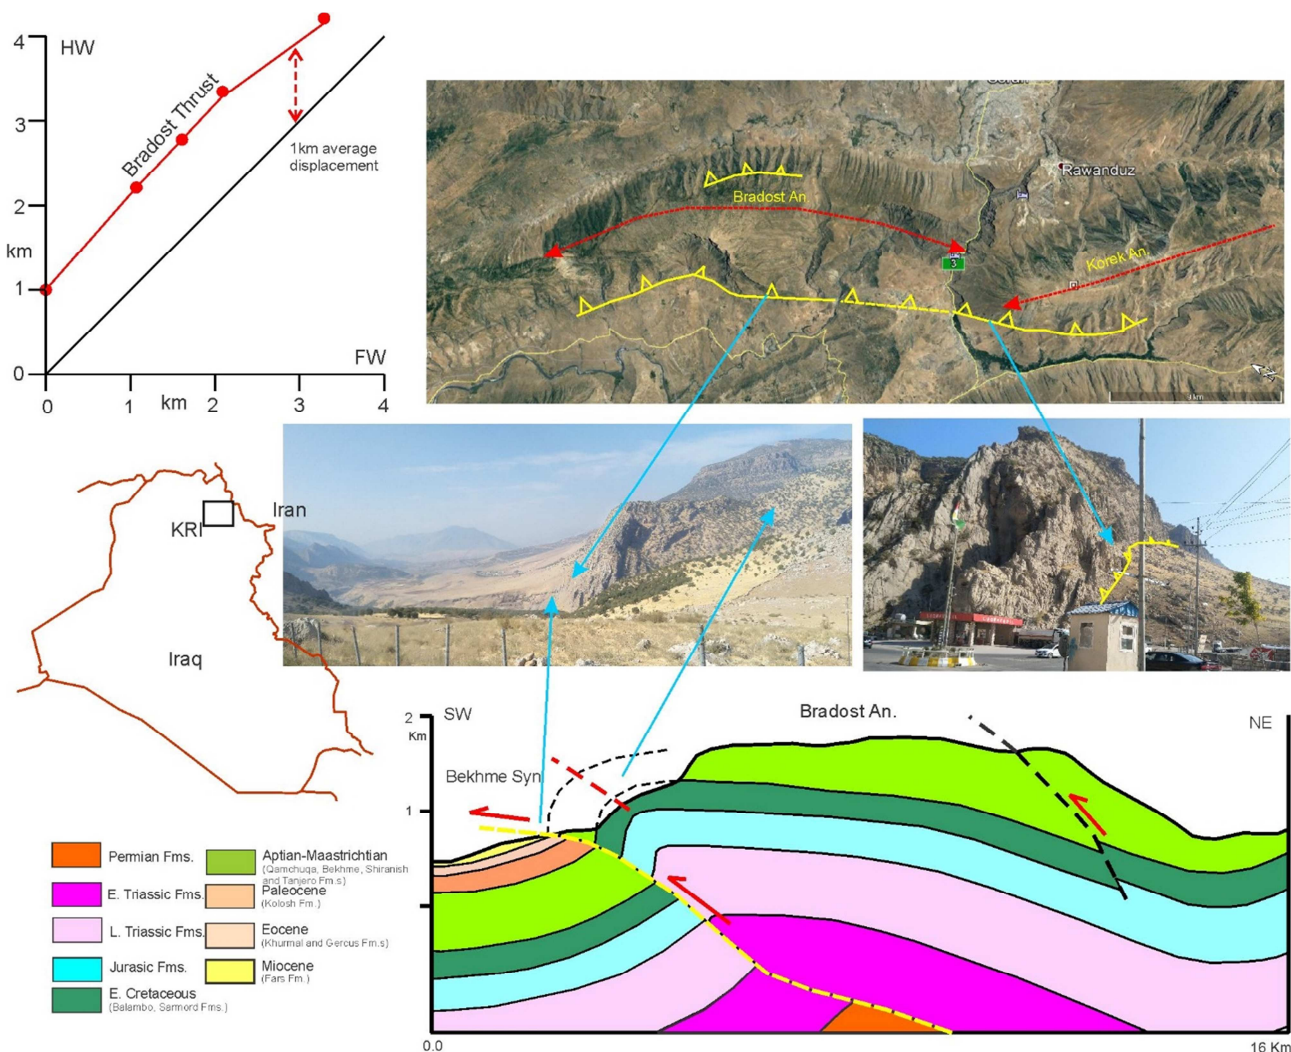 4
HW
3
2
km
1
0
Bradost Thrust
1km average
displacement
FW
0
1
km
2
3
4
Rawanduz
Bradost An.
3
Korek An.
Iran
KRI
Iraq
2
Km
SW
Bradost An.
NE
Bekhme Syn
1
0.0
16 Km
Permian Fms.
E. Triassic Fms.
L. Triassic Fms.
Jurasic Fms.
E. Cretaceous
(Balambo, Sarmord Fms.)
Aptian-Maastrichtian
(Qamchuqa, Bekhme, Shiranish
and Tanjero Fm.s)
Paleocene
(Kolosh Fm.)
Eocene
(Khurmal and Gercus Fm.s)
Miocene
(Fars Fm.)